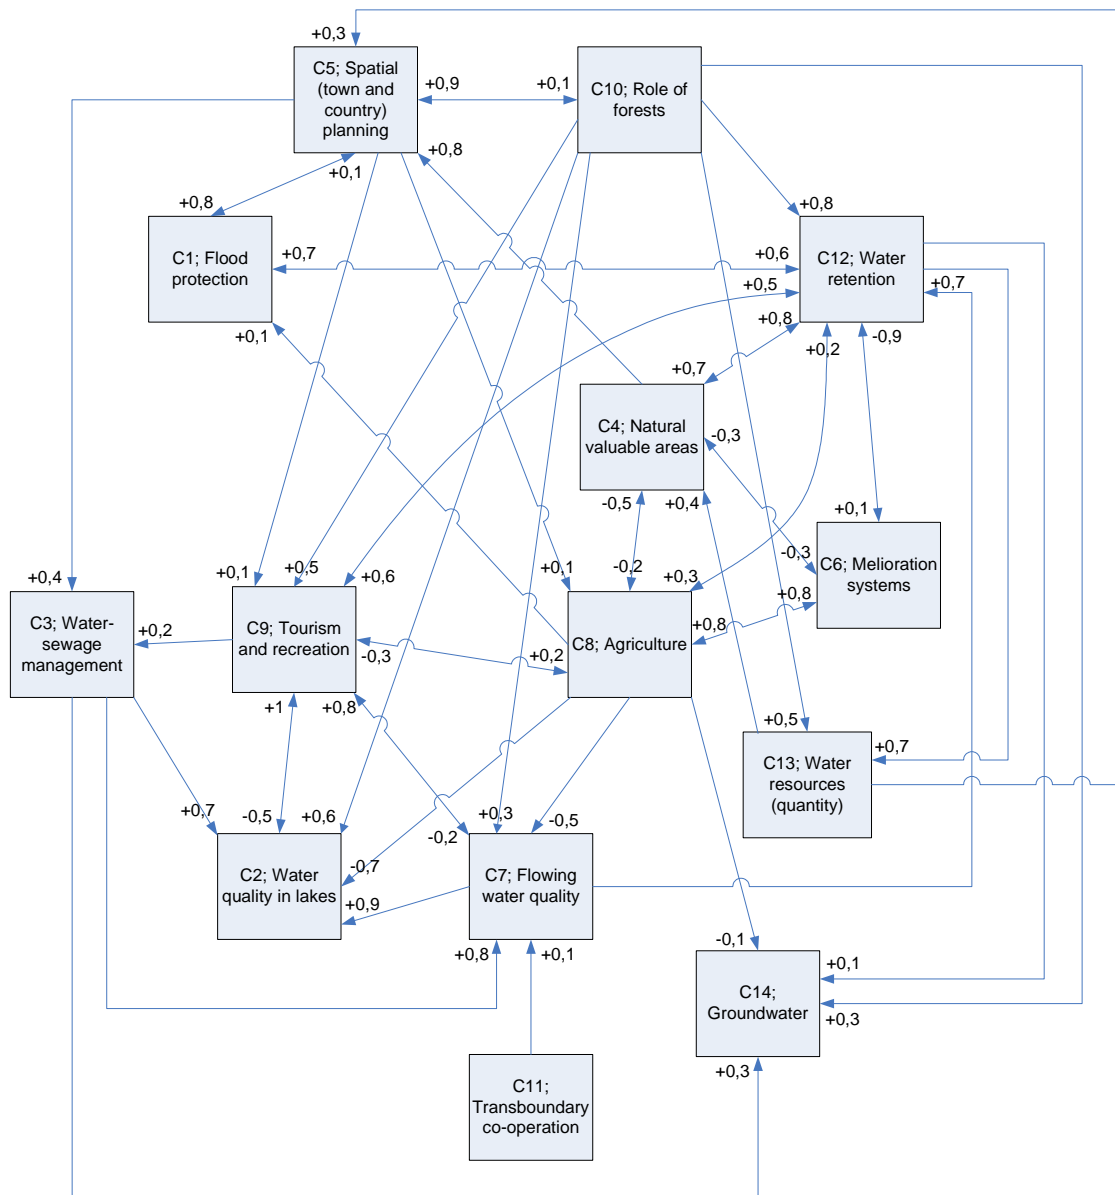 +0,3
C5; Spatial
(town and
country)
planning
+0,9
+0,1
C10; Role of
forests
+0,8
+0,1
+0,8
+0,8
C1; Flood
protection
+0,7
+0,6
C12; Water
retention
+0,5
+0,7
+0,1
+0,8
+0,2
-0,9
+0,7
C4; Natural
valuable areas
-0,3
-0,5
+0,4
+0,1
-0,3
C6; Melioration
systems
+0,4
+0,1
+0,5
+0,6
+0,1
-0,2
+0,3
+0,8
C3; Water-
sewage
management
+0,2
C9; Tourism
and recreation
-0,3
+0,2
C8; Agriculture
+0,8
+1
+0,8
+0,5
+0,7
C13; Water
resources
(quantity)
+0,7
-0,5
+0,6
-0,2
+0,3
-0,5
C2; Water
quality in lakes
-0,7
+0,9
C7; Flowing
water quality
+0,8
+0,1
-0,1
C14;
Groundwater
+0,1
+0,3
+0,3
C11;
Transboundary
co-operation